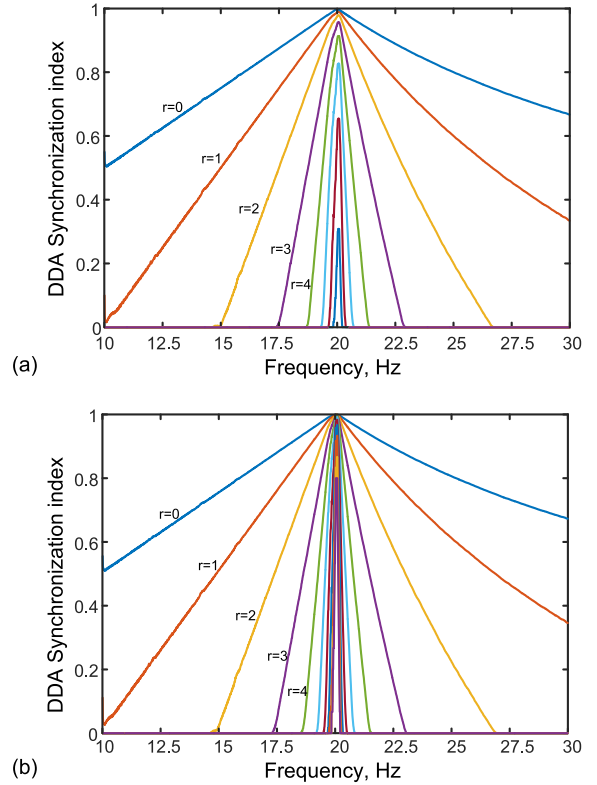 1
0.8
0.6
0.4
0.2
0
DDA Synchronization index
r=0
r=1
r=2
r=3
r=4
10 12.5 15 17.5 20 22.5 25 27.5 30
Frequency, Hz
(a)
1
0.8
0.6
0.4
0.2
0
DDA Synchronization index
r=0
r=1
r=2
r=3
r=4
10 12.5 15 17.5 20 22.5 25 27.5 30
Frequency, Hz
(b)